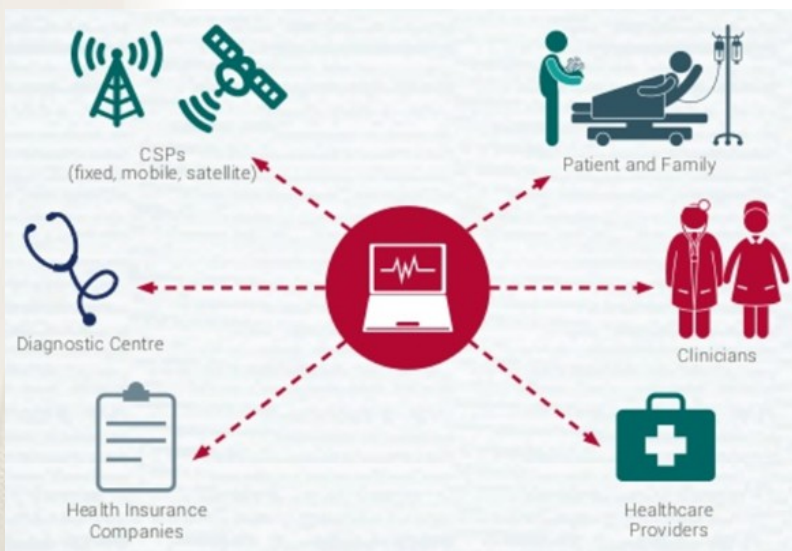 CSPs
(fixed, mobile, satellite)
Patient and Family
Diagnostic Centre
Clinicians
Health Insurance
Companies
Healthcare
Providers